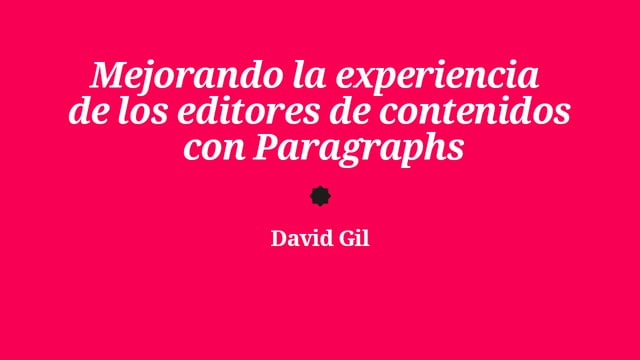 Mejorando la experiencia
de los editores de contenidos
con Paragraphs
David Gil